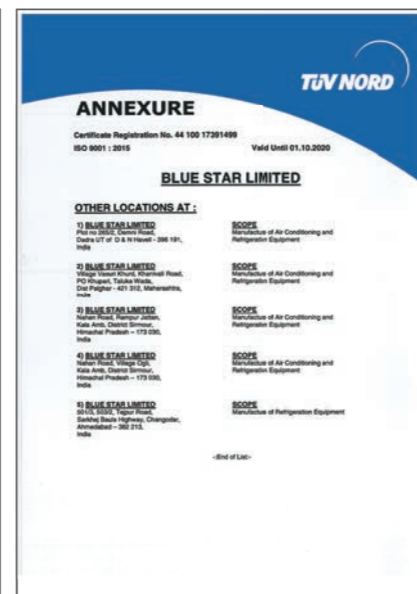 TÜV NORD
ANNEXURE
Certificate Registration No. 44 100 17391499
ISO 9001 : 2015 Valid Until 01.10.2020
BLUE STAR LIMITED
OTHER LOCATIONS AT :
1) BLUE STAR LIMITED SCOPE
Plot no 265/2, Demni Road, Manufactus of Air Conditioning and
Dadra UT of D & N Haveli - 396 191, Refrigeration Equipment
India
2) BLUE STAR LIMITED SCOPE
Village Vasuri Khurd, Khanivali Road, Manufactus of Air Conditioning and
PO Khupari, Taluka Wada, Refrigeration Equipment
Dist Palghar - 421 312, Maharashtra,
India
3) BLUE STAR LIMITED SCOPE
Nahan Road, Rampur Jattan, Manufactus of Air Conditioning and
Kala Amb, District Sirmour, Refrigeration Equipment
Himachal Pradesh – 173 030,
India
4) BLUE STAR LIMITED SCOPE
Nahan Road, Village Ogli, Manufactus of Air Conditioning and
Kala Amb, District Sirmour, Refrigeration Equipment
Himachal Pradesh – 173 030,
India
5) BLUE STAR LIMITED SCOPE
501/3, 503/2, Tejpur Road, Manufactus of Refrigeration Equipment
Sarkhej Baula Highway, Changodar,
Ahmedabad – 382 213,
India
-:End of List:-